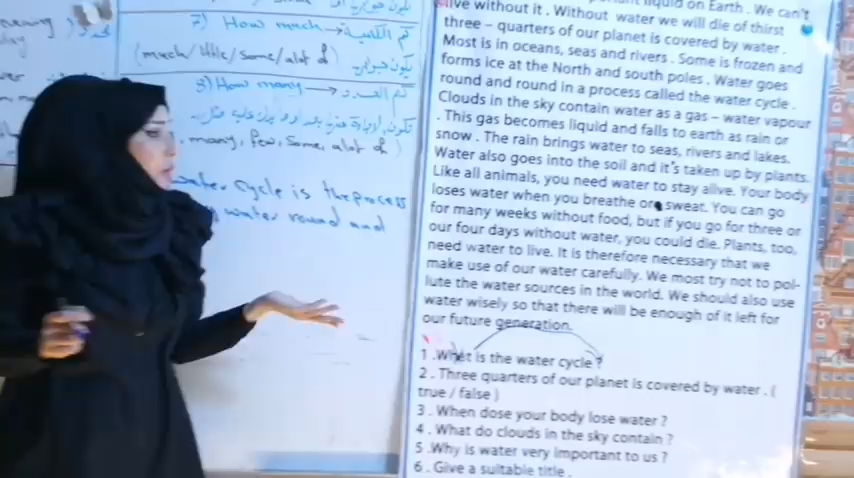 7) How much → كم الكمية
(much/little/some/alot of)
8) How many → كم العدد
many, few, some, alot of )
water cycle is the process
water round and
liquid on Earth . We can't
live without it . Without water we will die of thirst
three – quarters of our planet is covered by water .
Most is in oceans, seas and rivers . Some is frozen and
forms ice at the North and south poles . Water goes
round and round in a process called the water cycle .
Clouds in the sky contain water as a gas – water vapour
. This gas becomes liquid and falls to earth as rain or
snow . The rain brings water to seas, rivers and lakes.
Water also goes into the soil and it's taken up by plants.
Like all animals, you need water to stay alive. Your body
loses water when you breathe or sweat. You can go
for many weeks without food, but if you go for three or
our four days without water, you could die. Plants, too,
need water to live. It is therefore necessary that we
make use of our water carefully. We most try not to pol-
lute the water sources in the world. We should also use
water wisely so that there will be enough of it left for
our future generation.
1 .What is the water cycle ?
2 . Three quarters of our planet is covered by water . (
true / false )
3 . When dose your body lose water ?
4 . What do clouds in the sky contain ?
5 .Why is water very important to us ?
6 . Give a suitable title .